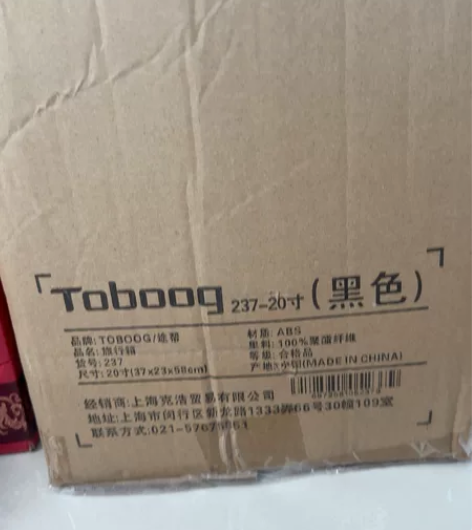 Toboog 237-20寸(黑色)
品牌: TOBOOG/途帮
品名: 旅行箱
货号: 237
尺寸: 20寸(37x23x58cm)
材质: ABS
里料: 100%聚酯纤维
等级: 合格品
产地: 中国(MADE IN CHINA)
经销商: 上海克浩贸易有限公司
地址: 上海市闵行区新龙路1333弄66号30幢109室
联系方式: